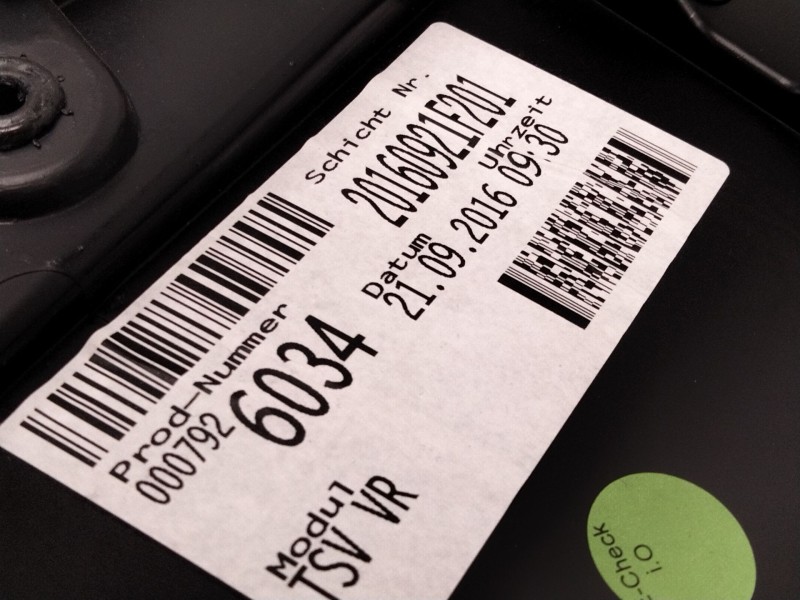 Schicht Nr.
20160921F201
Datum
Uhrzeit
21.09.2016 09:30
Prod-Nummer
000792 6034
Modul
TSV VR
-Check
i.O